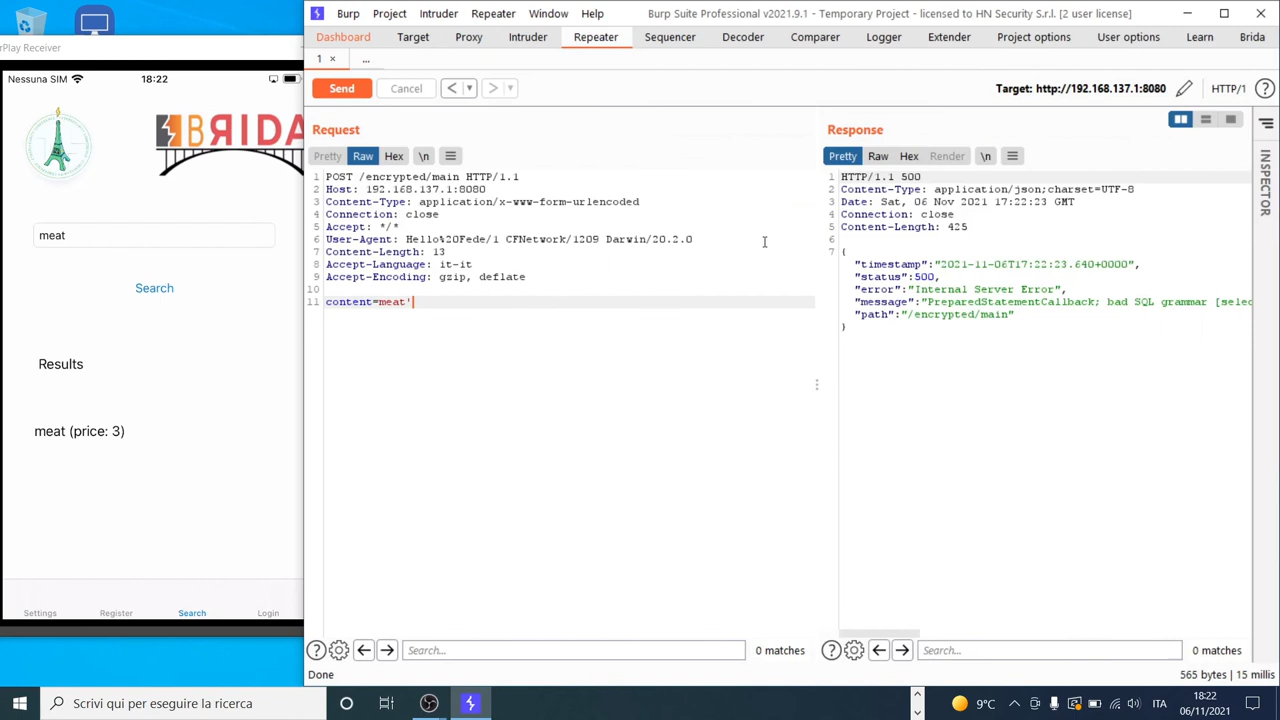 Burp Project Intruder Repeater Window Help
Burp Suite Professional v2021.9.1 - Temporary Project - licensed to HN Security S.r.l. [2 user license]
Dashboard Target Proxy Intruder Repeater Sequencer Decoder Comparer Logger Extender Project options User options Learn Brida
rPlay Receiver
1 × ...
Nessuna SIM 18:22
Send Cancel < >
Target: http://192.168.137.1:8080 HTTP/1 ?
BRIDA
Request
Pretty Raw Hex \n
1 POST /encrypted/main HTTP/1.1
2 Host: 192.168.137.1:8080
3 Content-Type: application/x-www-form-urlencoded
4 Connection: close
5 Accept: */*
6 User-Agent: Hello%20Fede/1 CFNetwork/1209 Darwin/20.2.0
7 Content-Length: 13
8 Accept-Language: it-it
9 Accept-Encoding: gzip, deflate
10
11 content=meat'
Response
Pretty Raw Hex Render \n
1 HTTP/1.1 500
2 Content-Type: application/json;charset=UTF-8
3 Date: Sat, 06 Nov 2021 17:22:23 GMT
4 Connection: close
5 Content-Length: 425
6
7 {
"timestamp":"2021-11-06T17:22:23.640+0000",
"status":500,
"error":"Internal Server Error",
"message":"PreparedStatementCallback; bad SQL grammar [selec
"path":"/encrypted/main"
}
INSPECTOR
meat
Search
Results
meat (price: 3)
Settings Register Search Login
? Search... 0 matches
? Search... 0 matches
Done
565 bytes | 15 millis
Scrivi qui per eseguire la ricerca
9°C ITA 18:22
06/11/2021